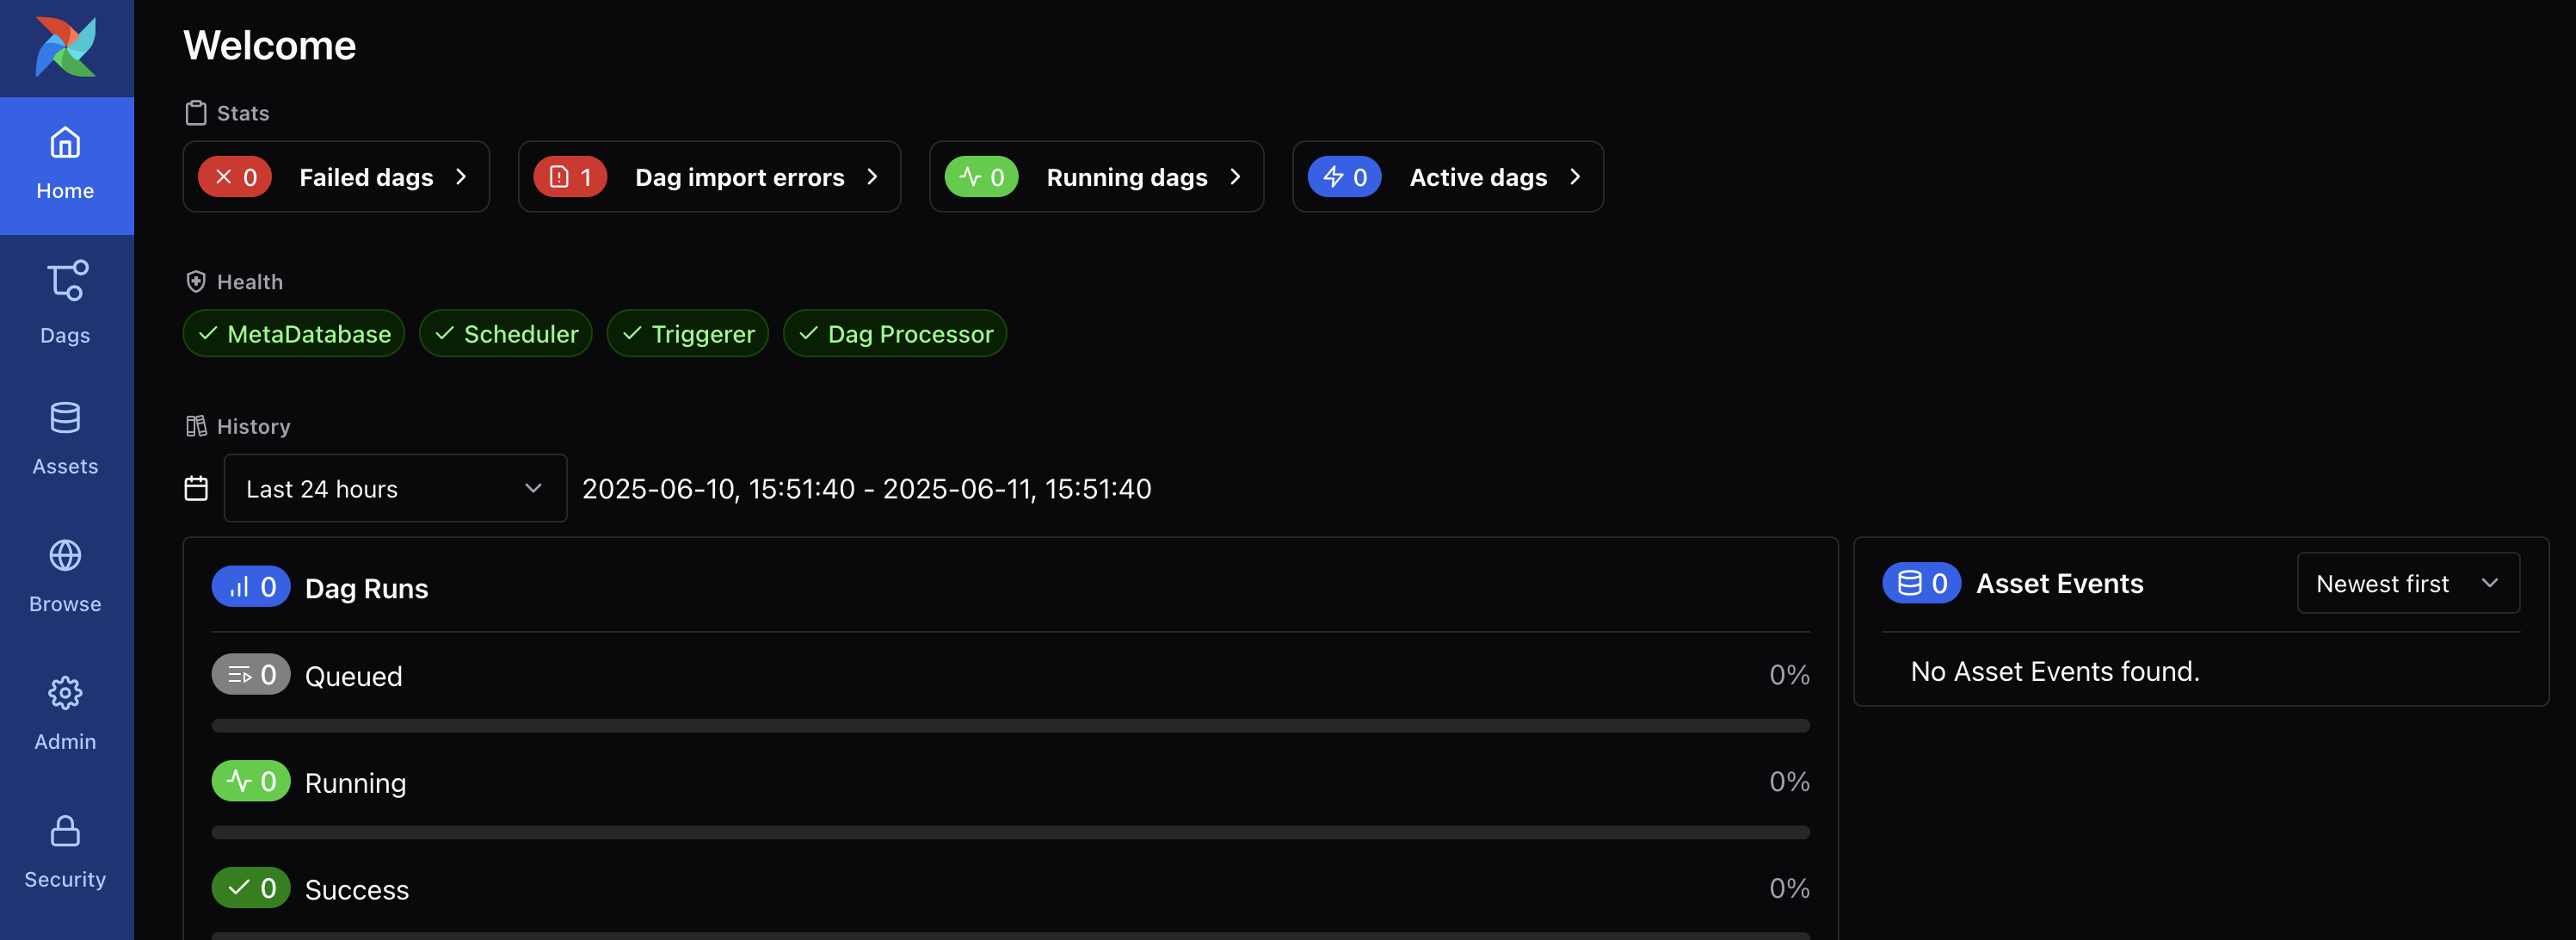 Welcome
Stats
0 Failed dags
1 Dag import errors
0 Running dags
0 Active dags
Health
MetaDatabase
Scheduler
Triggerer
Dag Processor
History
Last 24 hours
2025-06-10, 15:51:40 - 2025-06-11, 15:51:40
0 Dag Runs
0 Queued 0%
0 Running 0%
0 Success 0%
0 Asset Events
Newest first
No Asset Events found.
Home
Dags
Assets
Browse
Admin
Security